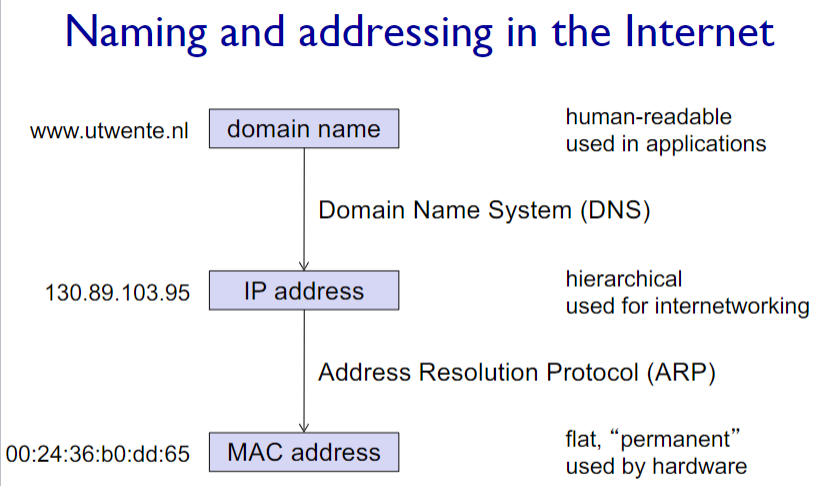 Naming and addressing in the Internet
www.utwente.nl
domain name
human-readable
used in applications
Domain Name System (DNS)
130.89.103.95
IP address
hierarchical
used for internetworking
Address Resolution Protocol (ARP)
00:24:36:b0:dd:65
MAC address
flat, “permanent”
used by hardware